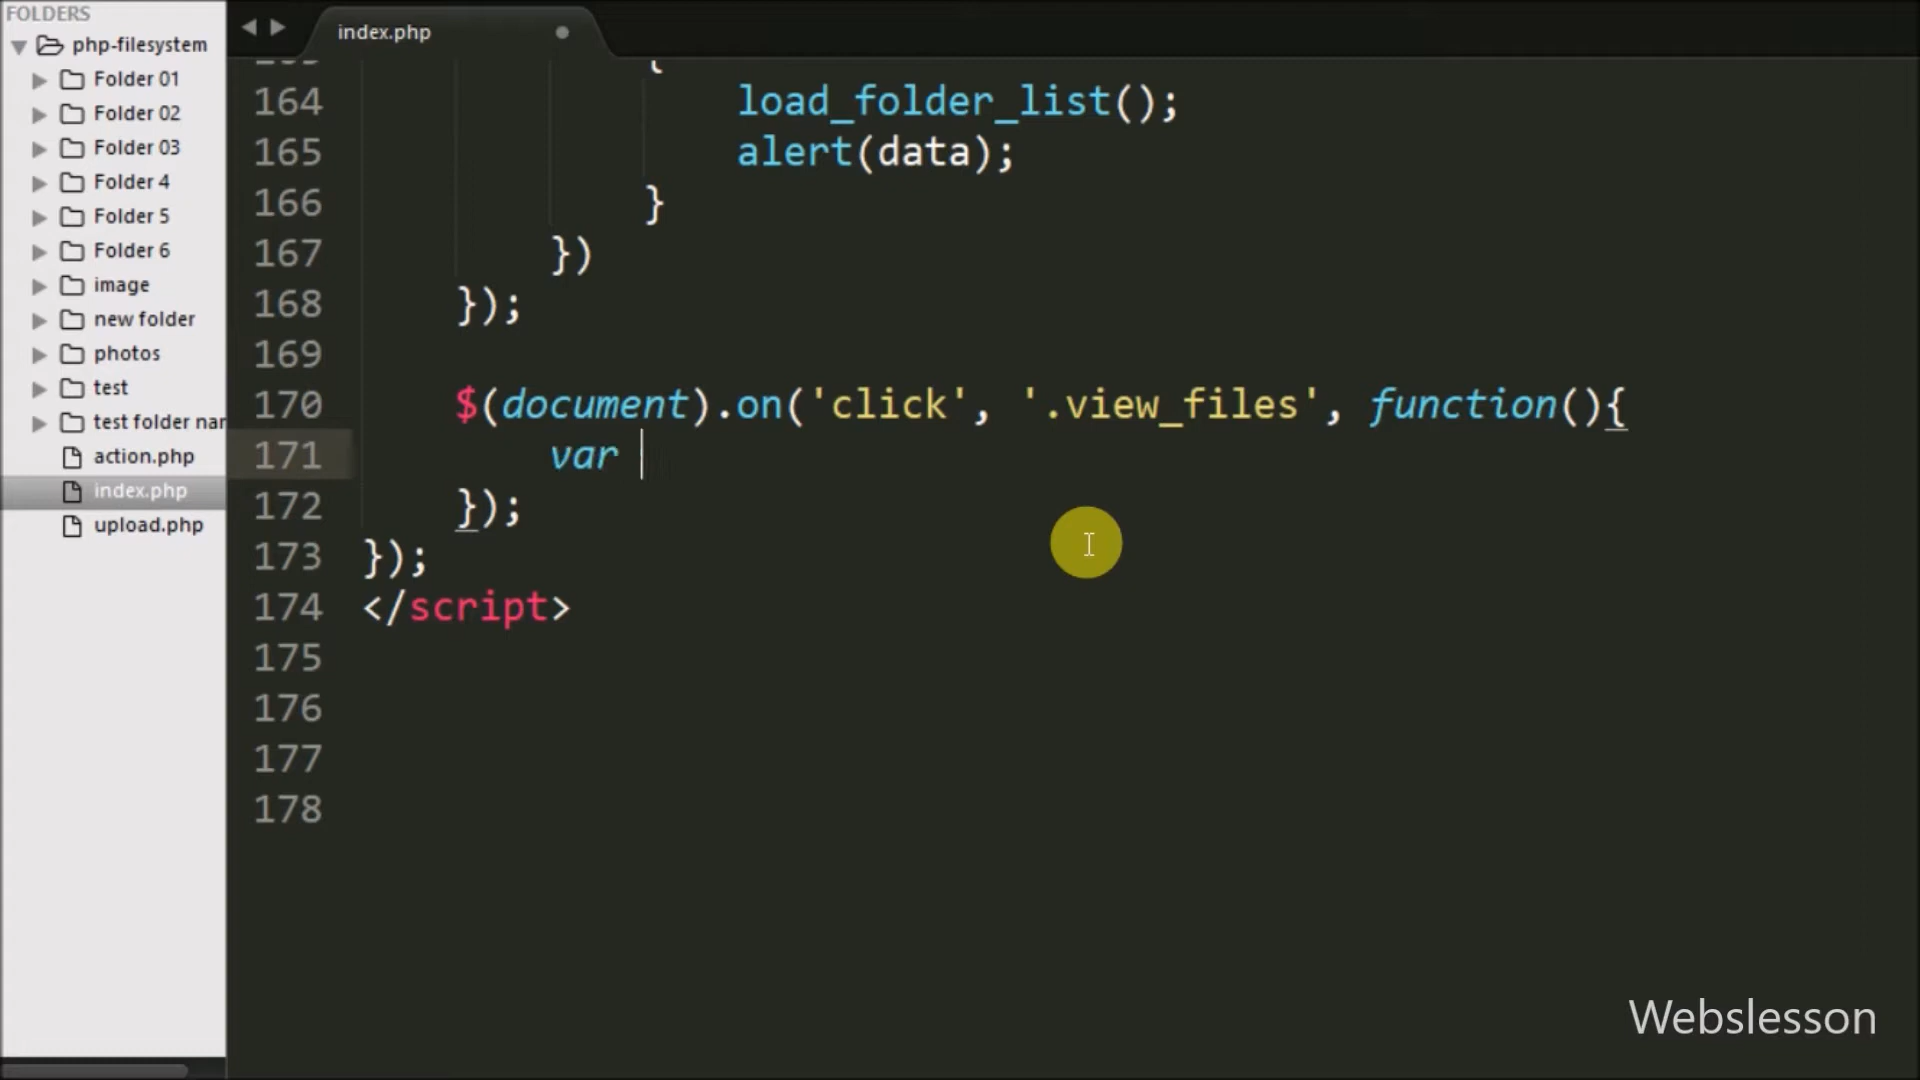 FOLDERS
php-filesystem
Folder 01
Folder 02
Folder 03
Folder 4
Folder 5
Folder 6
image
new folder
photos
test
test folder nar
action.php
index.php
upload.php
index.php
164 load_folder_list();
165 alert(data);
166 }
167 })
168 });
169
170 $(document).on('click', '.view_files', function(){
171 var
172 });
173 });
174 </script>
175
176
177
178
Webslesson